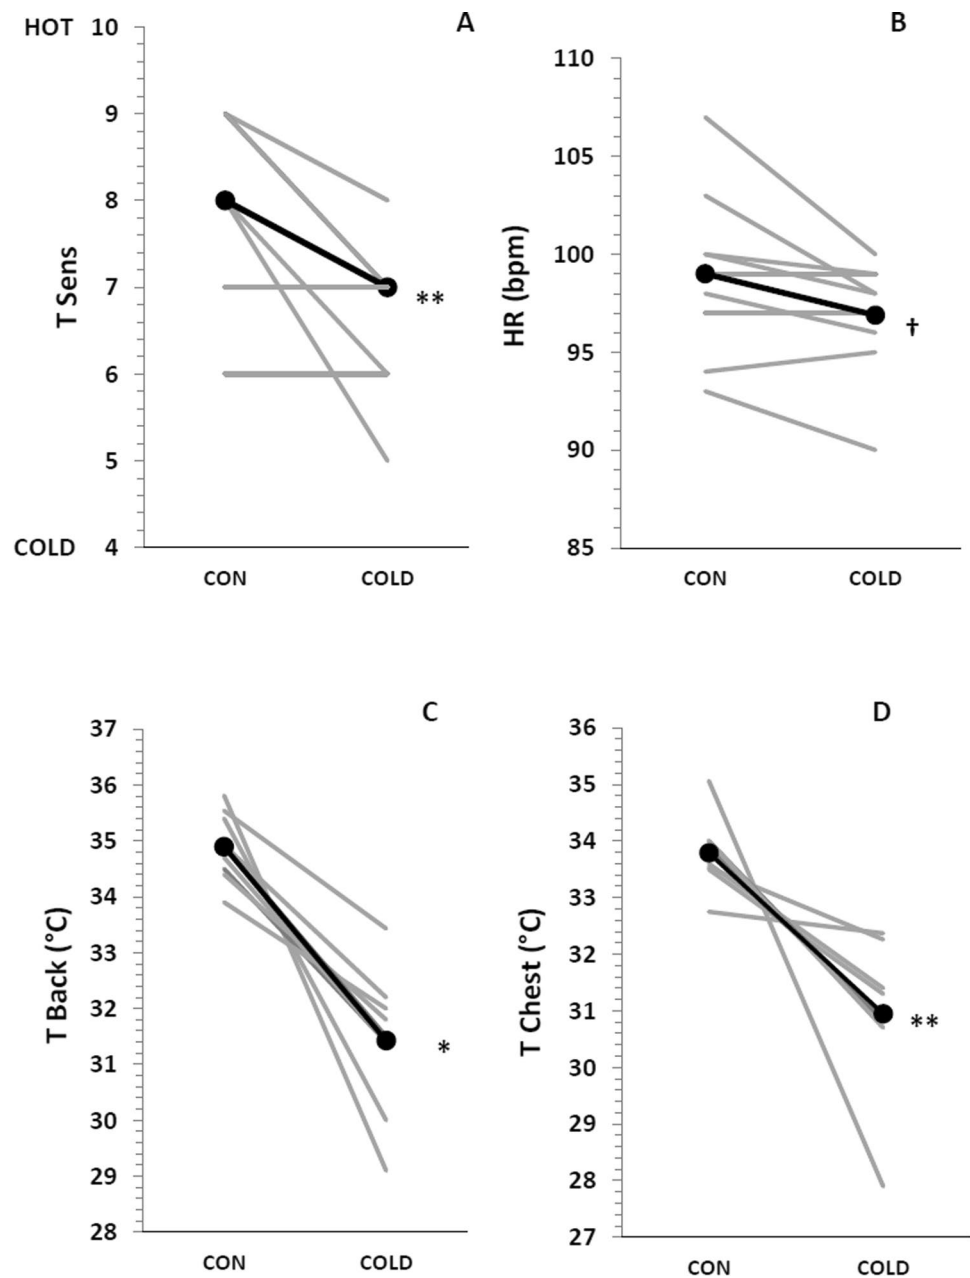 A
HOT 10
9
8
7
6
5
COLD 4
T Sens
**
CON COLD
B
110
105
100
95
90
85
HR (bpm)
†
CON COLD
C
37
36
35
34
33
32
31
30
29
28
T Back (°C)
*
CON COLD
D
36
35
34
33
32
31
30
29
28
27
T Chest (°C)
**
CON COLD